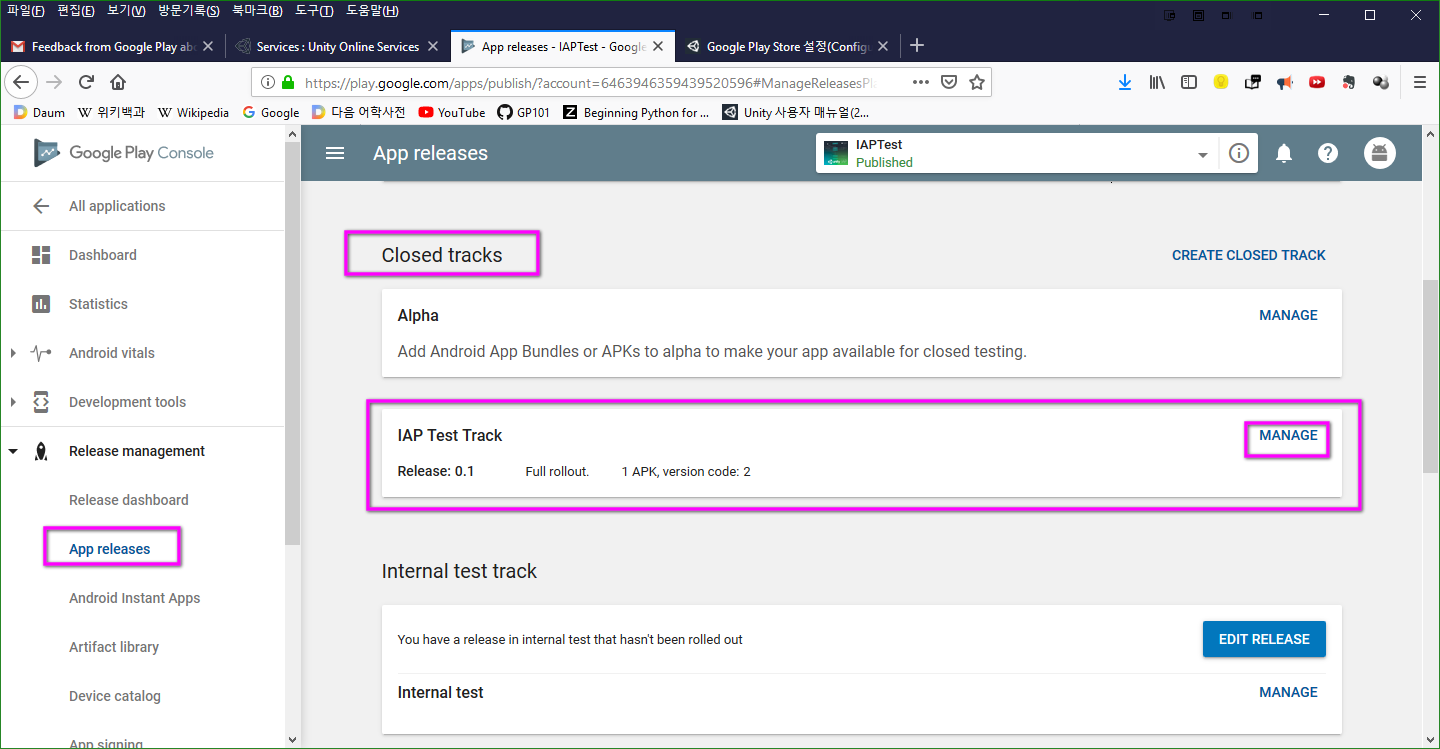 파일(F) 편집(E) 보기(V) 방문기록(S) 북마크(B) 도구(T) 도움말(H)
Feedback from Google Play ab
Services : Unity Online Services
App releases - IAPTest - Google
Google Play Store 설정(Config
https://play.google.com/apps/publish/?account=6463946359439520596#ManageReleasesPl
Daum
위키백과
Wikipedia
Google
다음 어학사전
YouTube
GP101
Beginning Python for ...
Unity 사용자 매뉴얼(2...
Google Play Console
App releases
IAPTest
Published
All applications
Dashboard
Statistics
Android vitals
Development tools
Release management
Release dashboard
App releases
Android Instant Apps
Artifact library
Device catalog
App signing
Closed tracks
CREATE CLOSED TRACK
Alpha
MANAGE
Add Android App Bundles or APKs to alpha to make your app available for closed testing.
IAP Test Track
MANAGE
Release: 0.1 Full rollout. 1 APK, version code: 2
Internal test track
You have a release in internal test that hasn't been rolled out
EDIT RELEASE
Internal test
MANAGE